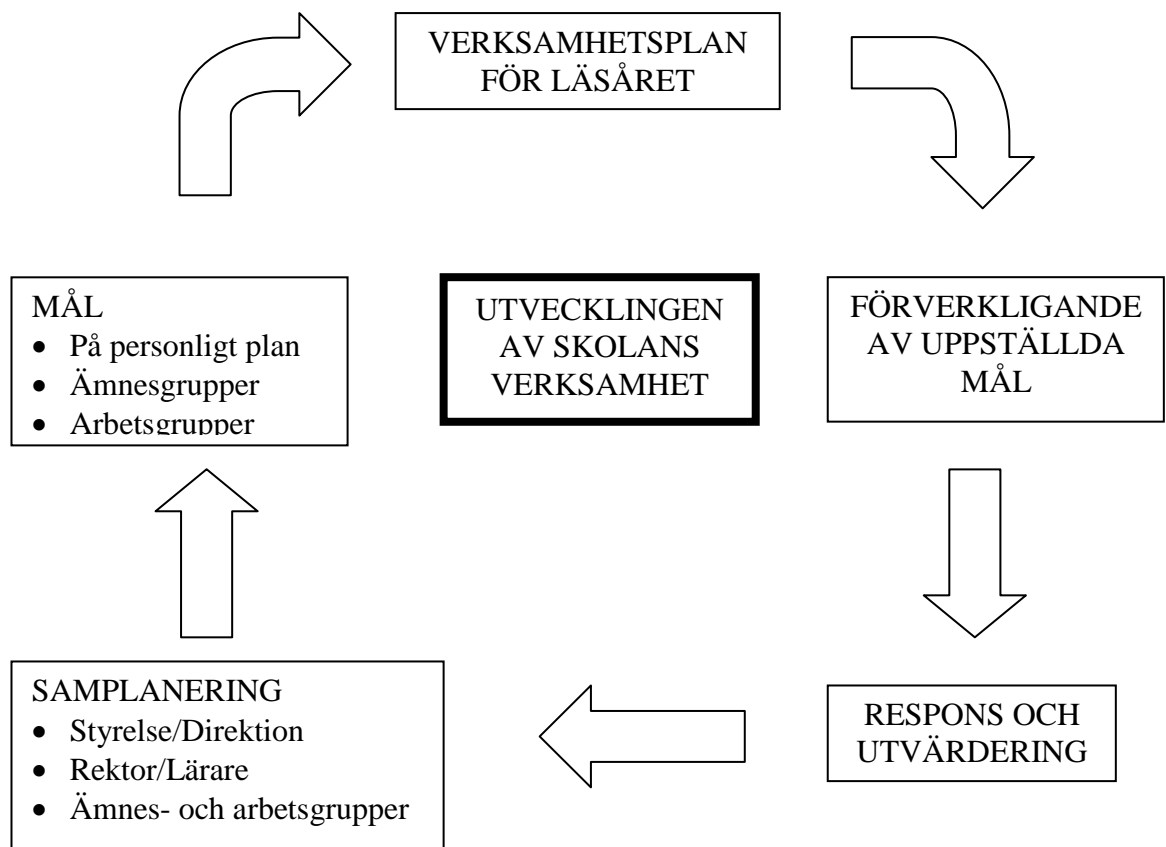 VERKSAMHETSPLAN
FÖR LÄSÅRET
MÅL
• På personligt plan
• Ämnesgrupper
• Arbetsgrupper
UTVECKLINGEN
AV SKOLANS
VERKSAMHET
FÖRVERKLIGANDE
AV UPPSTÄLLDA
MÅL
SAMPLANERING
• Styrelse/Direktion
• Rektor/Lärare
• Ämnes- och arbetsgrupper
RESPONS OCH
UTVÄRDERING